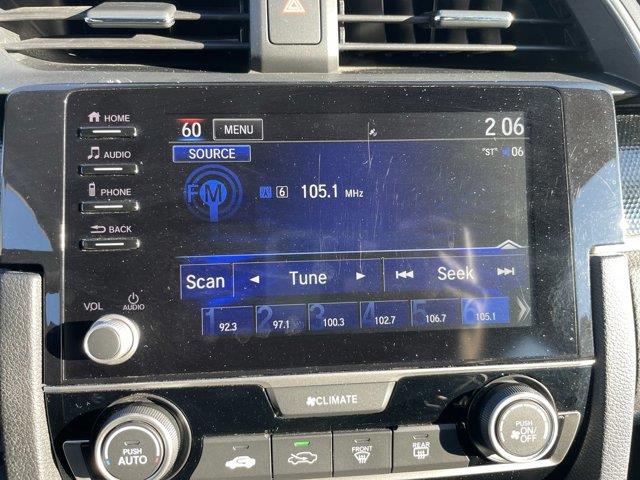 HOME
60 MENU 2 06
AUDIO
SOURCE "ST" 06
PHONE
FM 6 105.1 MHz
BACK
Scan Tune Seek
VOL AUDIO
1 92.3 2 97.1 3 100.3 4 102.7 5 106.7 6 105.1
CLIMATE
PUSH AUTO
FRONT
REAR
PUSH ON/OFF